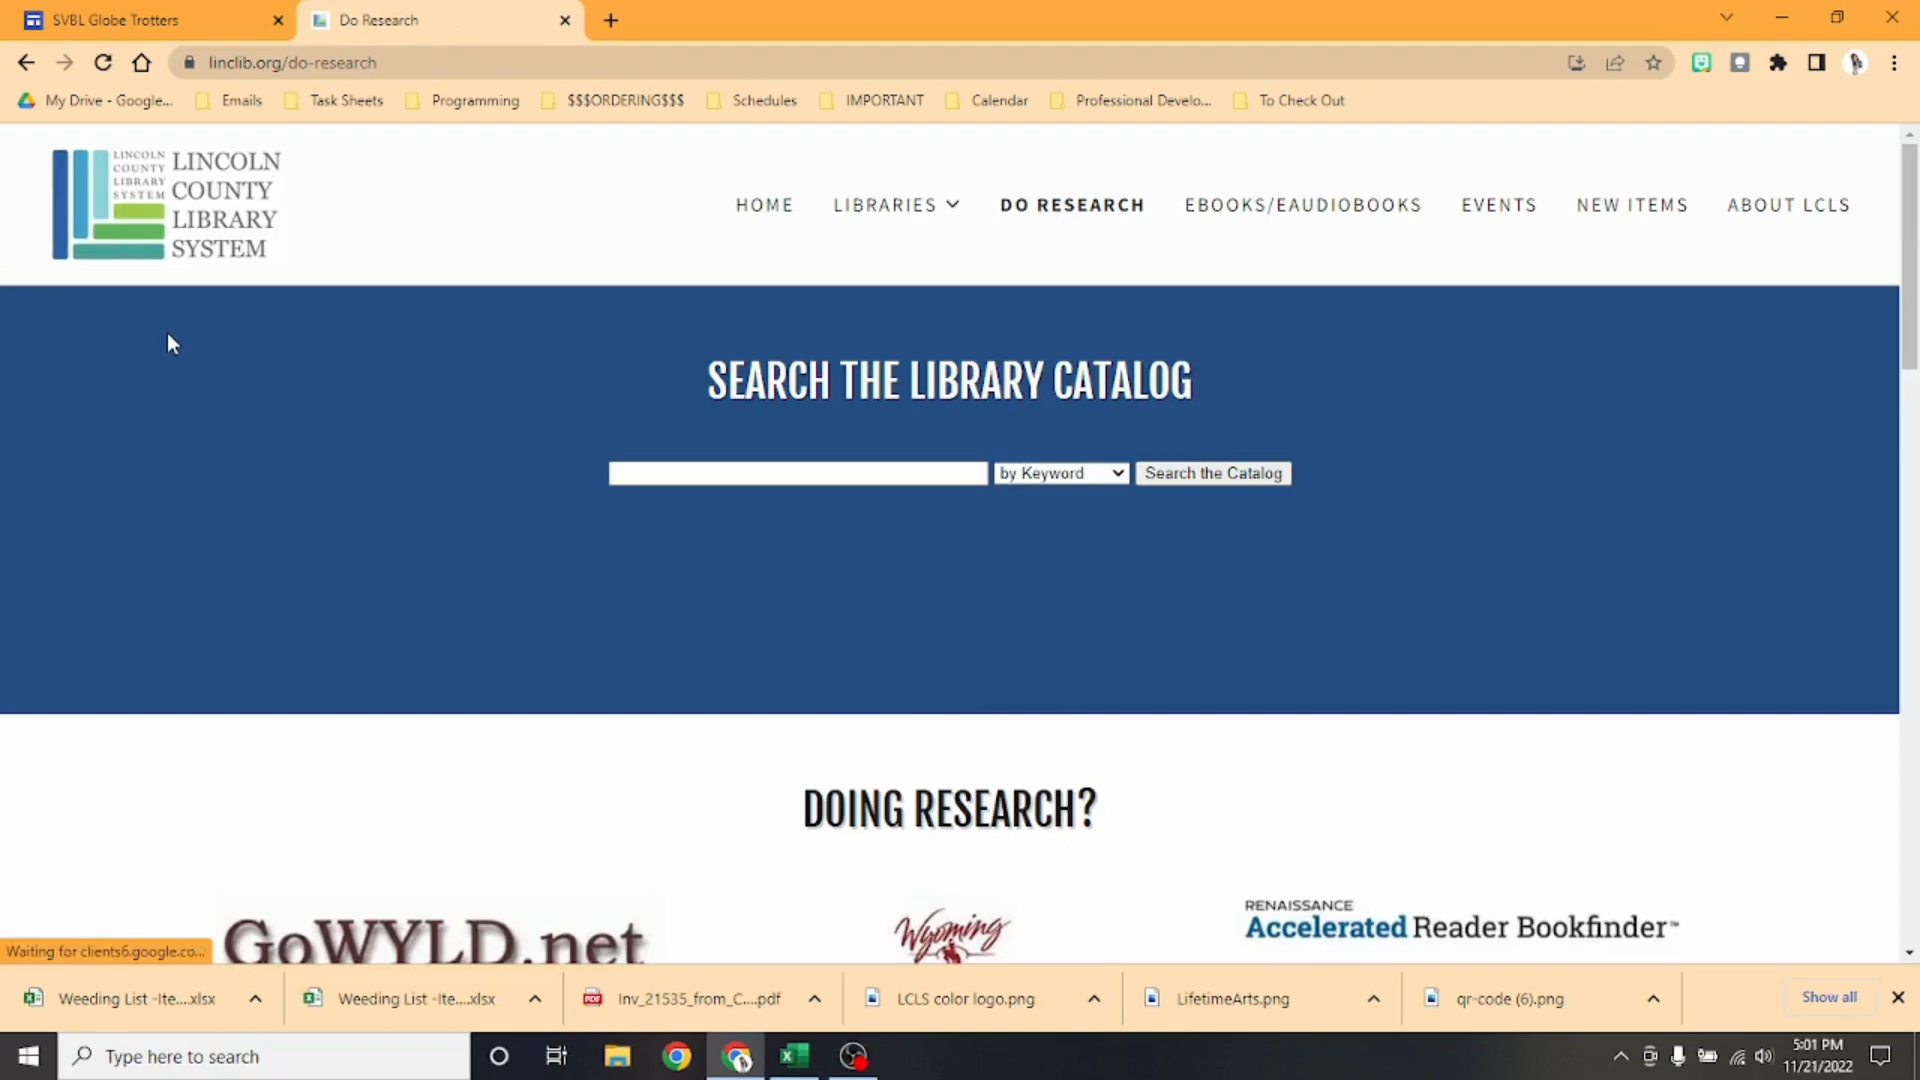 SVBL Globe Trotters
Do Research
linclib.org/do-research
My Drive - Google...
Emails
Task Sheets
Programming
$$$ORDERING$$$
Schedules
IMPORTANT
Calendar
Professional Develo...
To Check Out
LINCOLN
COUNTY
LIBRARY
SYSTEM
LINCOLN
COUNTY
LIBRARY
SYSTEM
HOME
LIBRARIES
DO RESEARCH
EBOOKS/EAUDIOBOOKS
EVENTS
NEW ITEMS
ABOUT LCLS
SEARCH THE LIBRARY CATALOG
by Keyword
Search the Catalog
DOING RESEARCH?
GoWYLD.net
Wyoming
RENAISSANCE
Accelerated Reader Bookfinder™
Waiting for clients6.google.co...
Weeding List -Ite....xlsx
Weeding List -Ite....xlsx
Inv_21535_from_C....pdf
LCLS color logo.png
LifetimeArts.png
qr-code (6).png
Show all
Type here to search
5:01 PM
11/21/2022